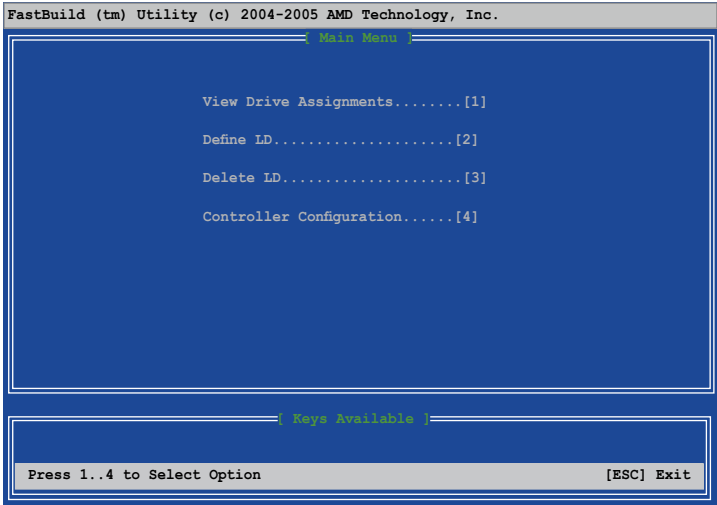 FastBuild (tm) Utility (c) 2004-2005 AMD Technology, Inc.
[ Main Menu ]
View Drive Assignments........[1]
Define LD.....................[2]
Delete LD.....................[3]
Controller Configuration......[4]
[ Keys Available ]
Press 1..4 to Select Option [ESC] Exit